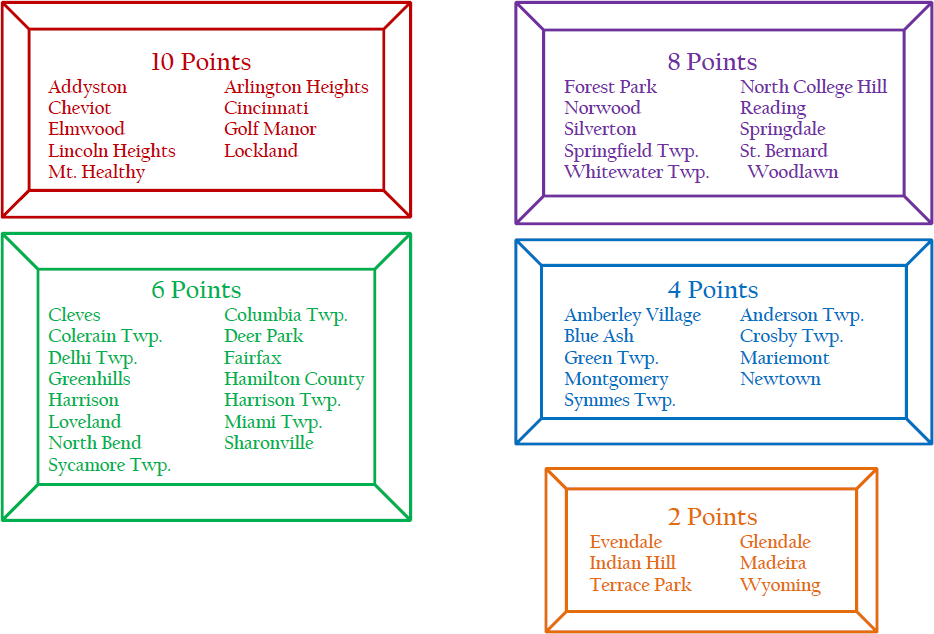 10 Points
Addyston Arlington Heights
Cheviot Cincinnati
Elmwood Golf Manor
Lincoln Heights Lockland
Mt. Healthy
8 Points
Forest Park North College Hill
Norwood Reading
Silverton Springdale
Springfield Twp. St. Bernard
Whitewater Twp. Woodlawn
6 Points
Cleves Columbia Twp.
Colerain Twp. Deer Park
Delhi Twp. Fairfax
Greenhills Hamilton County
Harrison Harrison Twp.
Loveland Miami Twp.
North Bend Sharonville
Sycamore Twp.
4 Points
Amberley Village Anderson Twp.
Blue Ash Crosby Twp.
Green Twp. Mariemont
Montgomery Newtown
Symmes Twp.
2 Points
Evendale Glendale
Indian Hill Madeira
Terrace Park Wyoming